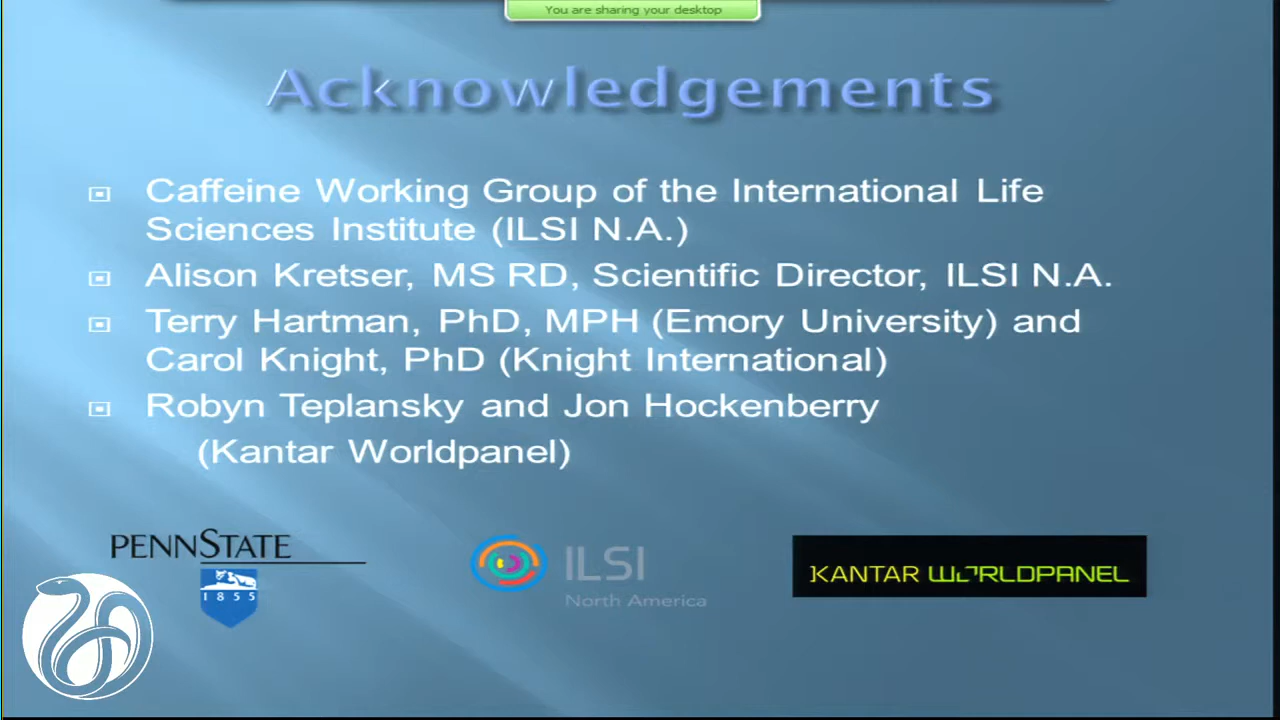 You are sharing your desktop
Acknowledgements
Caffeine Working Group of the International Life
Sciences Institute (ILSI N.A.)
Alison Kretser, MS RD, Scientific Director, ILSI N.A.
Terry Hartman, PhD, MPH (Emory University) and
Carol Knight, PhD (Knight International)
Robyn Teplansky and Jon Hockenberry
(Kantar Worldpanel)
PENNSTATE
1855
ILSI
North America
KANTAR WORLDPANEL